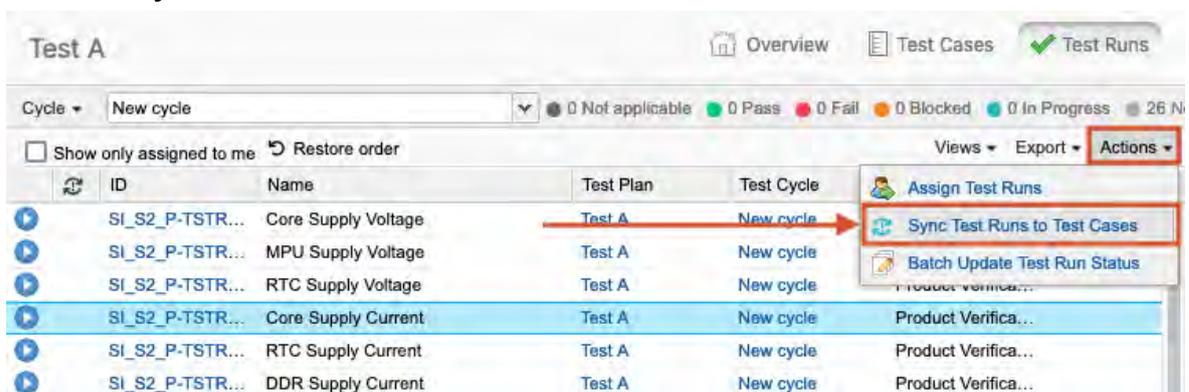 Test A Overview Test Cases Test Runs
Cycle New cycle 0 Not applicable 0 Pass 0 Fail 0 Blocked 0 In Progress 26 N
Show only assigned to me Restore order Views Export Actions
ID Name Test Plan Test Cycle Assign Test Runs
SI_S2_P-TSTR... Core Supply Voltage Test A New cycle Sync Test Runs to Test Cases
SI_S2_P-TSTR... MPU Supply Voltage Test A New cycle Batch Update Test Run Status
SI_S2_P-TSTR... RTC Supply Voltage Test A New cycle Product Verifica...
SI_S2_P-TSTR... Core Supply Current Test A New cycle Product Verifica...
SI_S2_P-TSTR... RTC Supply Current Test A New cycle Product Verifica...
SI_S2_P-TSTR... DDR Supply Current Test A New cycle Product Verifica...